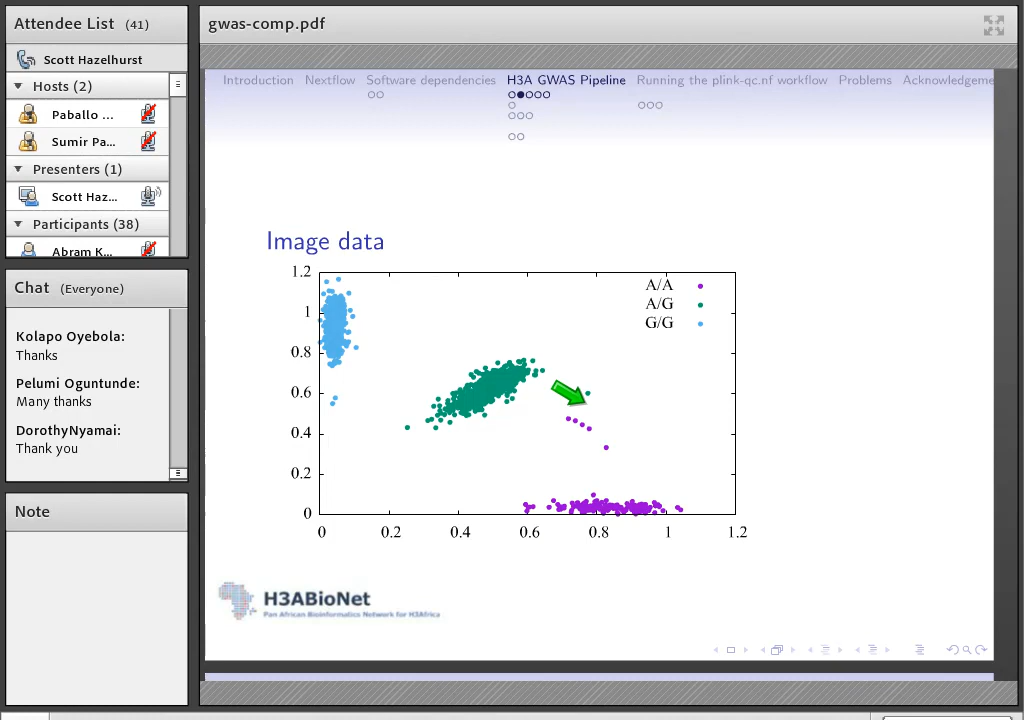 Attendee List (41)
Scott Hazelhurst
Hosts (2)
Paballo ...
Sumir Pa...
Presenters (1)
Scott Haz...
Participants (38)
Abram K...
Chat (Everyone)
Kolapo Oyebola:
Thanks
Pelumi Oguntunde:
Many thanks
DorothyNyamai:
Thank you
Note
gwas-comp.pdf
Introduction Nextflow Software dependencies H3A GWAS Pipeline Running the plink-qc.nf workflow Problems Acknowledgeme
Image data
1.2
1
0.8
0.6
0.4
0.2
0
0 0.2 0.4 0.6 0.8 1 1.2
A/A
A/G
G/G
H3ABioNet
Pan African Bioinformatics Network for H3Africa